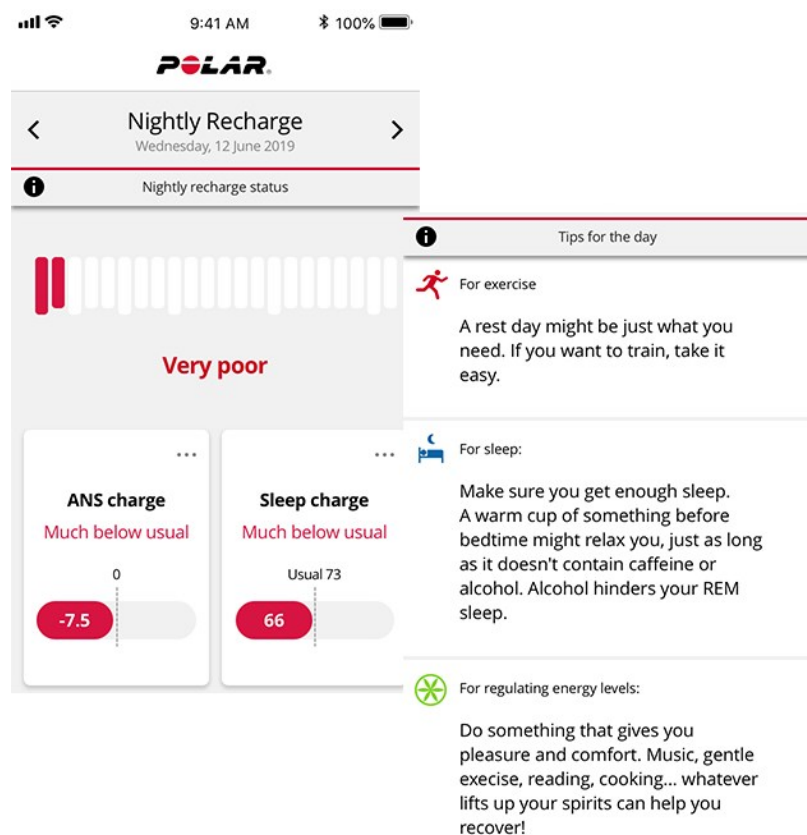 9:41 AM
100%
POLAR
Nightly Recharge
Wednesday, 12 June 2019
Nightly recharge status
Very poor
ANS charge
Much below usual
0
-7.5
Sleep charge
Much below usual
Usual 73
66
Tips for the day
For exercise
A rest day might be just what you
need. If you want to train, take it
easy.
For sleep:
Make sure you get enough sleep.
A warm cup of something before
bedtime might relax you, just as long
as it doesn't contain caffeine or
alcohol. Alcohol hinders your REM
sleep.
For regulating energy levels:
Do something that gives you
pleasure and comfort. Music, gentle
execise, reading, cooking... whatever
lifts up your spirits can help you
recover!